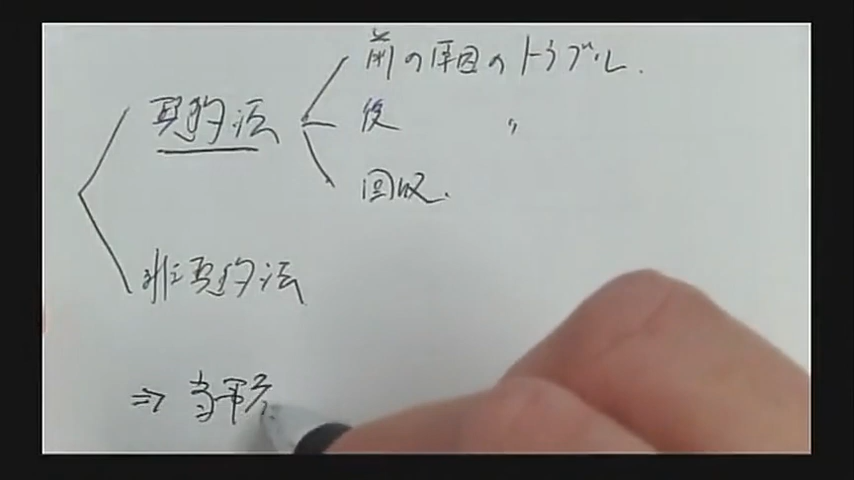 前の原因のトラブル.
契約法
後 〃
回収.
非契約法
⇒ 当事